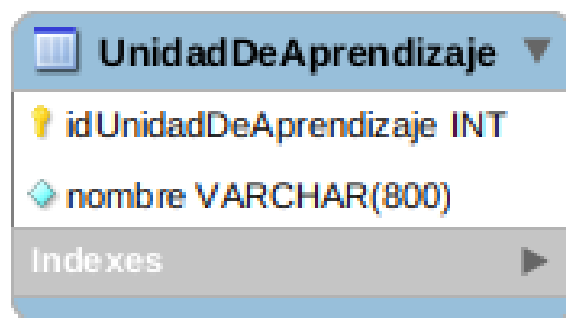 UnidadDeAprendizaje
idUnidadDeAprendizaje INT
nombre VARCHAR(800)
Indexes